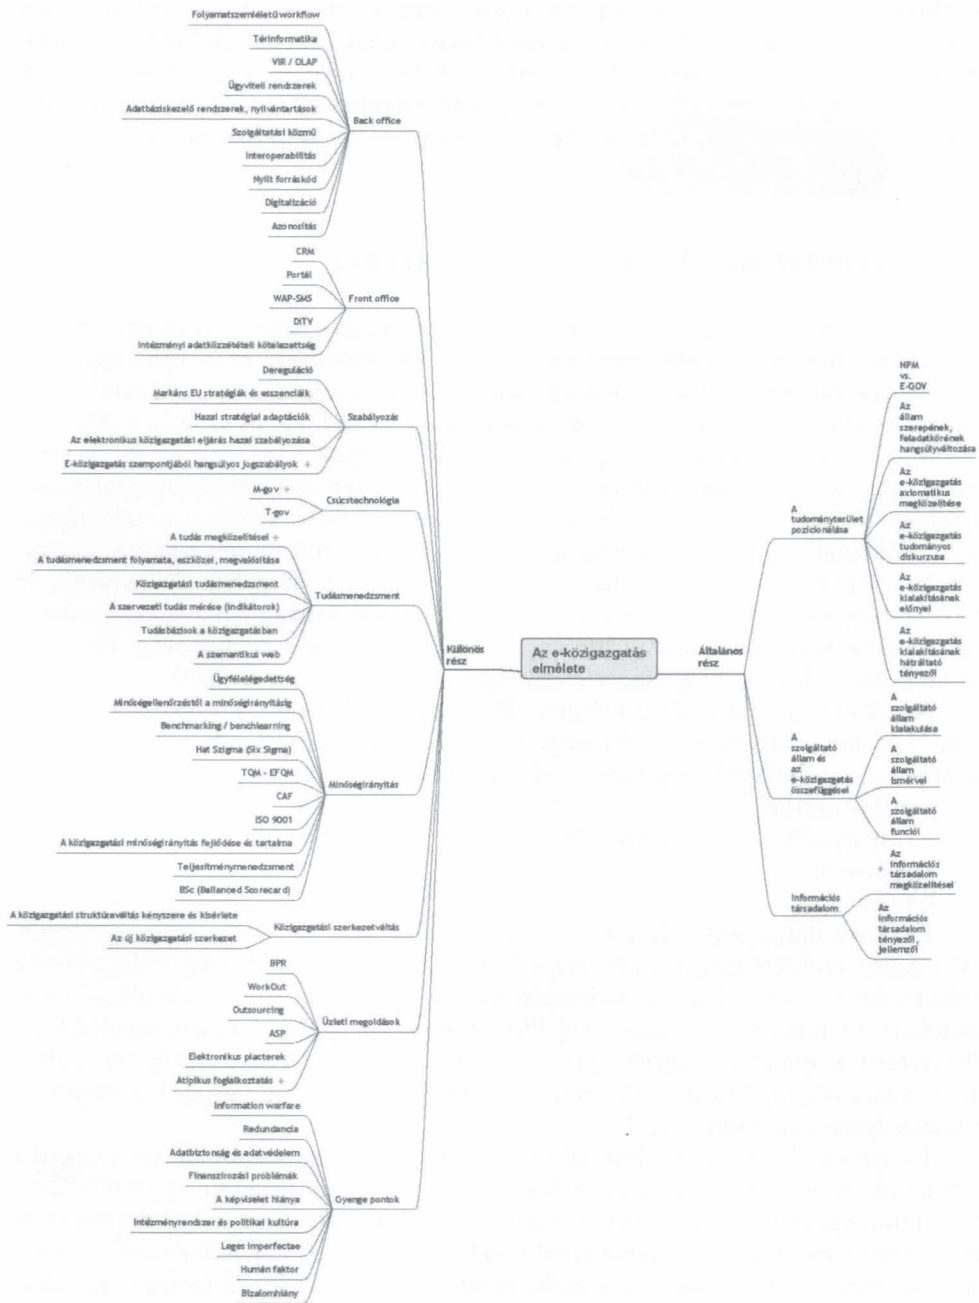 Folyamatszemléletű workflow
Térinformatika
VIR / OLAP
Ügyviteli rendszerek
Adatbáziskezelő rendszerek, nyilvántartások
Szolgáltatási közmű
Interoperabilitás
Nyílt forráskód
Digitalizáció
Azonosítás
Back office
CRM
Portál
WAP-SMS
DiTV
Intézményi adatközzétételi kötelezettség
Front office
Dereguláció
Markáns EU stratégiák és esszenciáik
Hazai stratégiai adaptációk
Az elektronikus közigazgatási eljárás hazai szabályozása
E-közigazgatás szempontjából hangsúlyos jogszabályok +
Szabályozás
M-gov +
T-gov
Csúcstechnológia
A tudás megközelítései +
A tudásmenedzsment folyamata, eszközei, megvalósítása
Közigazgatási tudásmenedzsment
A szervezeti tudás mérése (indikátorok)
Tudásbázisok a közigazgatásban
A szemantikus web
Tudásmenedzsment
Ügyfélelégedettség
Minőségellenőrzéstől a minőségirányításig
Benchmarking / benchlearning
Hat Szigma (Six Sigma)
TQM - EFQM
CAF
ISO 9001
A közigazgatási minőségirányítás fejlődése és tartalma
Teljesítménymenedzsment
BSc (Ballanced Scorecard)
Minőségirányítás
A közigazgatási struktúraváltás kényszere és kísérlete
Az új közigazgatási szerkezet
Közigazgatási szerkezetváltás
BPR
WorkOut
Outsourcing
ASP
Elektronikus piacterek
Atipikus foglalkoztatás +
Üzleti megoldások
Information warfare
Redundancia
Adatbiztonság és adatvédelem
Finanszírozási problémák
A képviselet hiánya
Intézményrendszer és politikai kultúra
Leges imperfectae
Humán faktor
Bizalomhiány
Gyenge pontok
Különös
rész
Az e-közigazgatás
elmélete
Általános
rész
A
tudományterület
pozicionálása
NPM
vs.
E-GOV
Az
állam
szerepének,
feladatkörének
hangsúlyváltozása
Az
e-közigazgatás
axiomatikus
megközelítése
Az
e-közigazgatás
tudományos
diskurzusa
Az
e-közigazgatás
kialakításának
előnyei
Az
e-közigazgatás
kialakításának
hátráltató
tényezői
A
szolgáltató
állam és
az
e-közigazgatás
összefüggései
A
szolgáltató
állam
kialakulása
A
szolgáltató
állam
ismérvei
A
szolgáltató
állam
funciói
Információs
társadalom
+ Az
információs
társadalom
megközelítései
Az
információs
társadalom
tényezői,
jellemzői